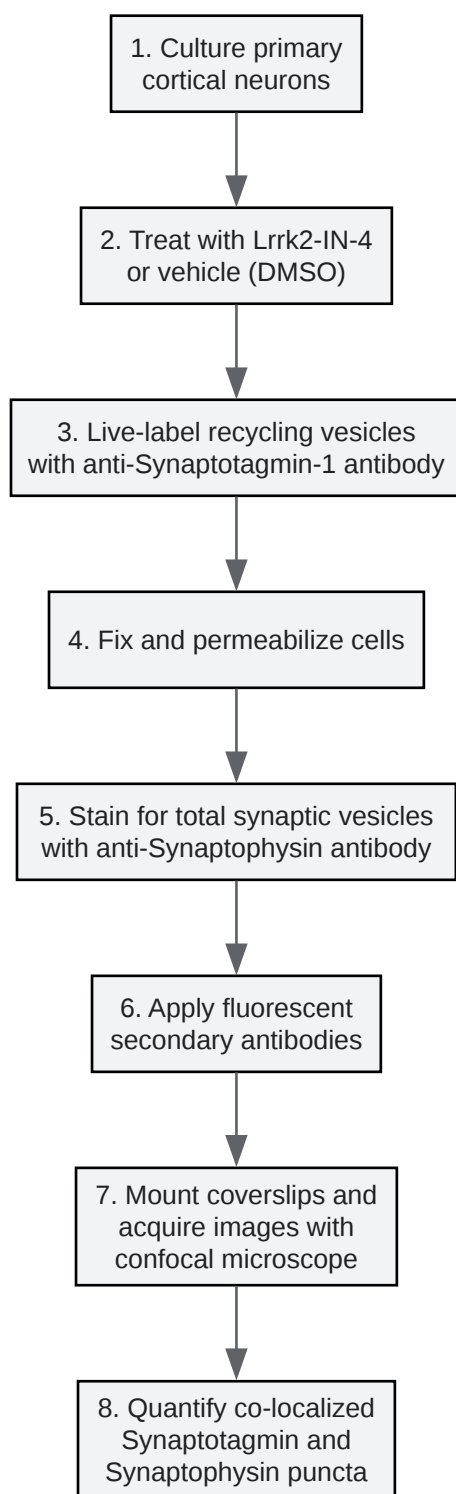 1. Culture primary
cortical neurons
2. Treat with Lrrk2-IN-4
or vehicle (DMSO)
3. Live-label recycling vesicles
with anti-Synaptotagmin-1 antibody
4. Fix and permeabilize cells
5. Stain for total synaptic vesicles
with anti-Synaptophysin antibody
6. Apply fluorescent
secondary antibodies
7. Mount coverslips and
acquire images with
confocal microscope
8. Quantify co-localized
Synaptotagmin and
Synaptophysin puncta